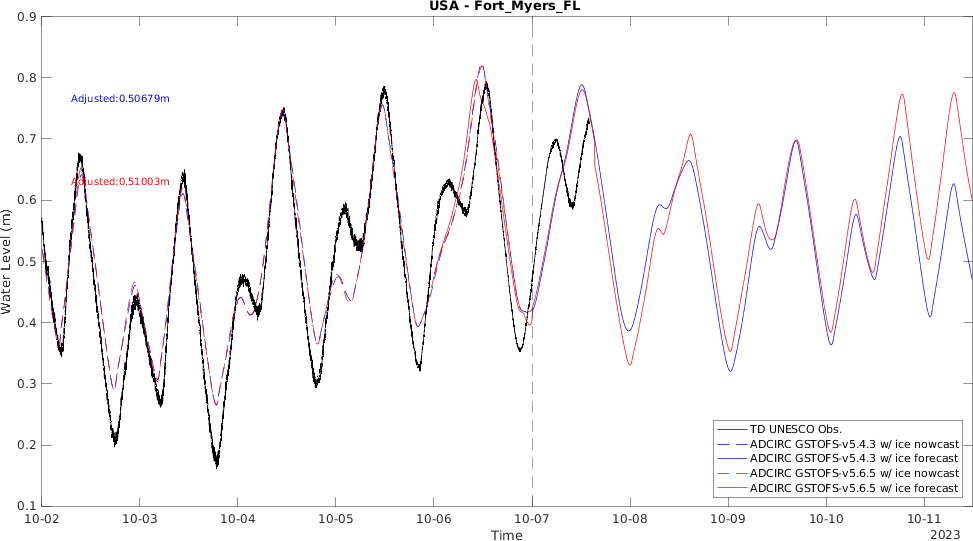 USA - Fort_Myers_FL
0.9
0.8
0.7
0.6
0.5
0.4
0.3
0.2
0.1
Water Level (m)
Adjusted:0.50679m
Adjusted:0.51003m
TD UNESCO Obs.
ADCIRC GSTOFS-v5.4.3 w/ ice nowcast
ADCIRC GSTOFS-v5.4.3 w/ ice forecast
ADCIRC GSTOFS-v5.6.5 w/ ice nowcast
ADCIRC GSTOFS-v5.6.5 w/ ice forecast
10-02 10-03 10-04 10-05 10-06 10-07 10-08 10-09 10-10 10-11
Time
2023